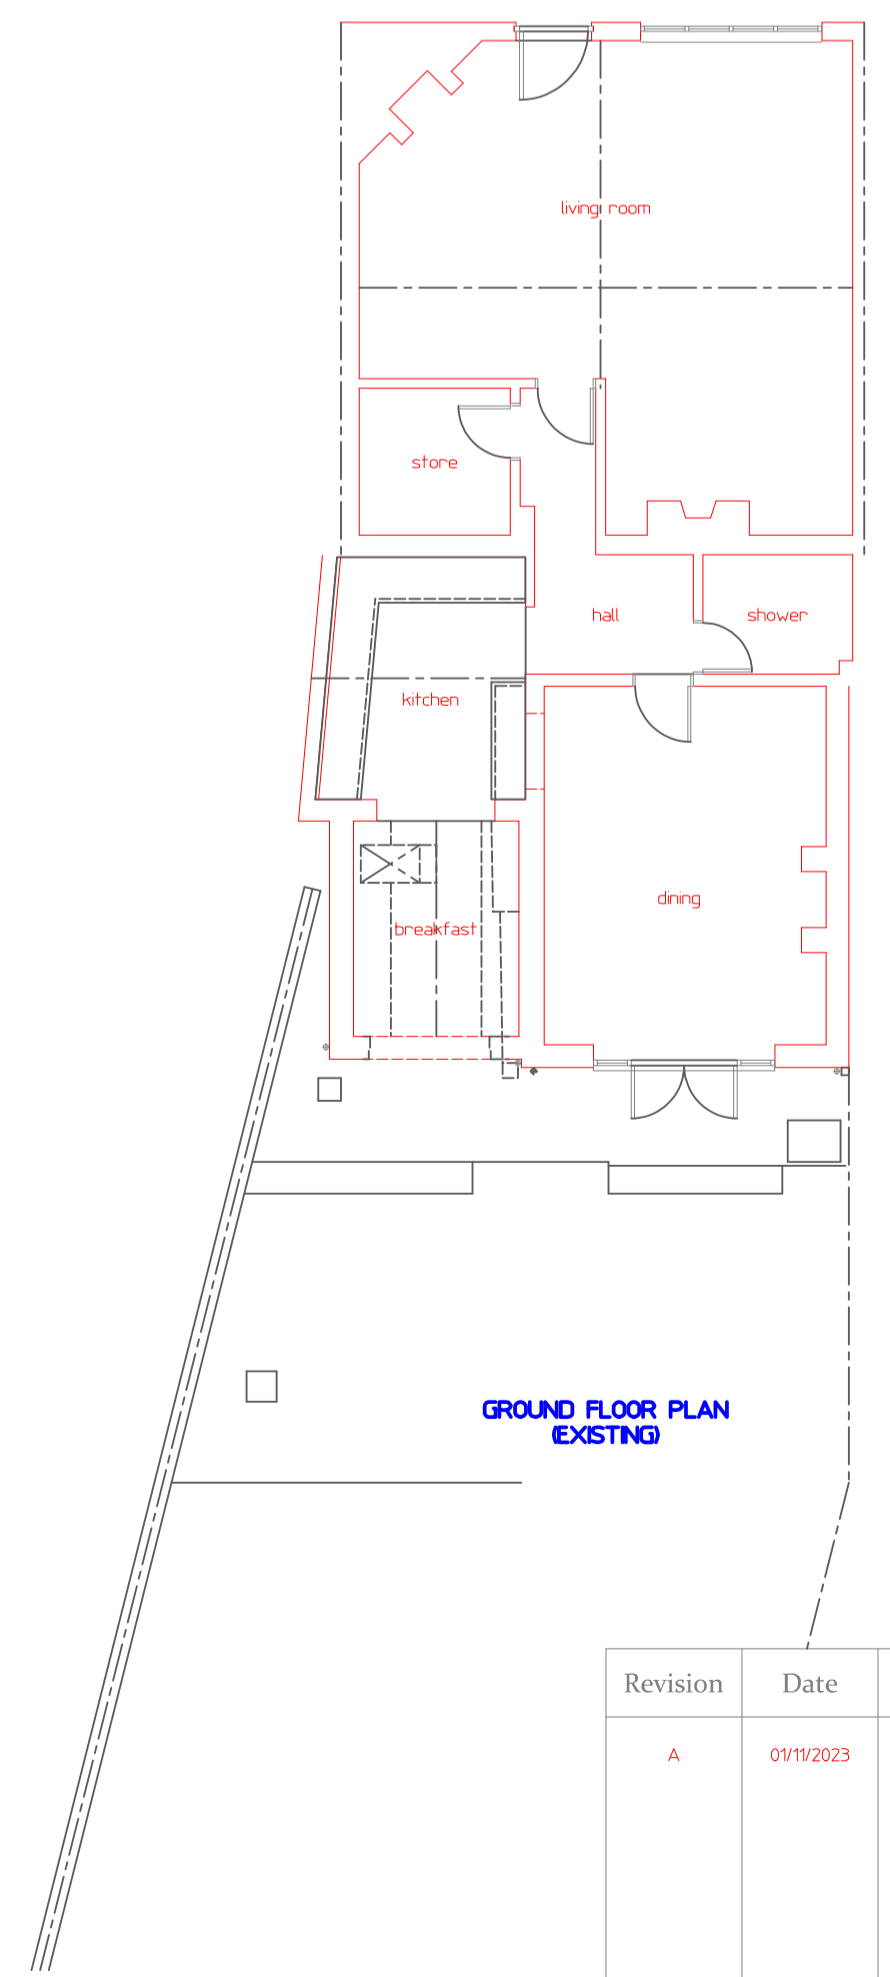 living room
store
hall
shower
kitchen
dining
breakfast
GROUND FLOOR PLAN
(EXISTING)
Revision Date
A 01/11/2023